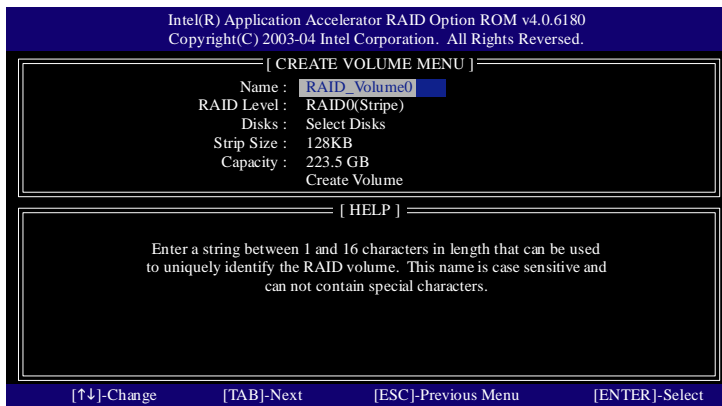 Intel(R) Application Accelerator RAID Option ROM v4.0.6180
Copyright(C) 2003-04 Intel Corporation. All Rights Reversed.
[ CREATE VOLUME MENU ]
Name : RAID_Volume0
RAID Level : RAID0(Stripe)
Disks : Select Disks
Strip Size : 128KB
Capacity : 223.5 GB
Create Volume
[ HELP ]
Enter a string between 1 and 16 characters in length that can be used
to uniquely identify the RAID volume. This name is case sensitive and
can not contain special characters.
[↑↓]-Change [TAB]-Next [ESC]-Previous Menu [ENTER]-Select